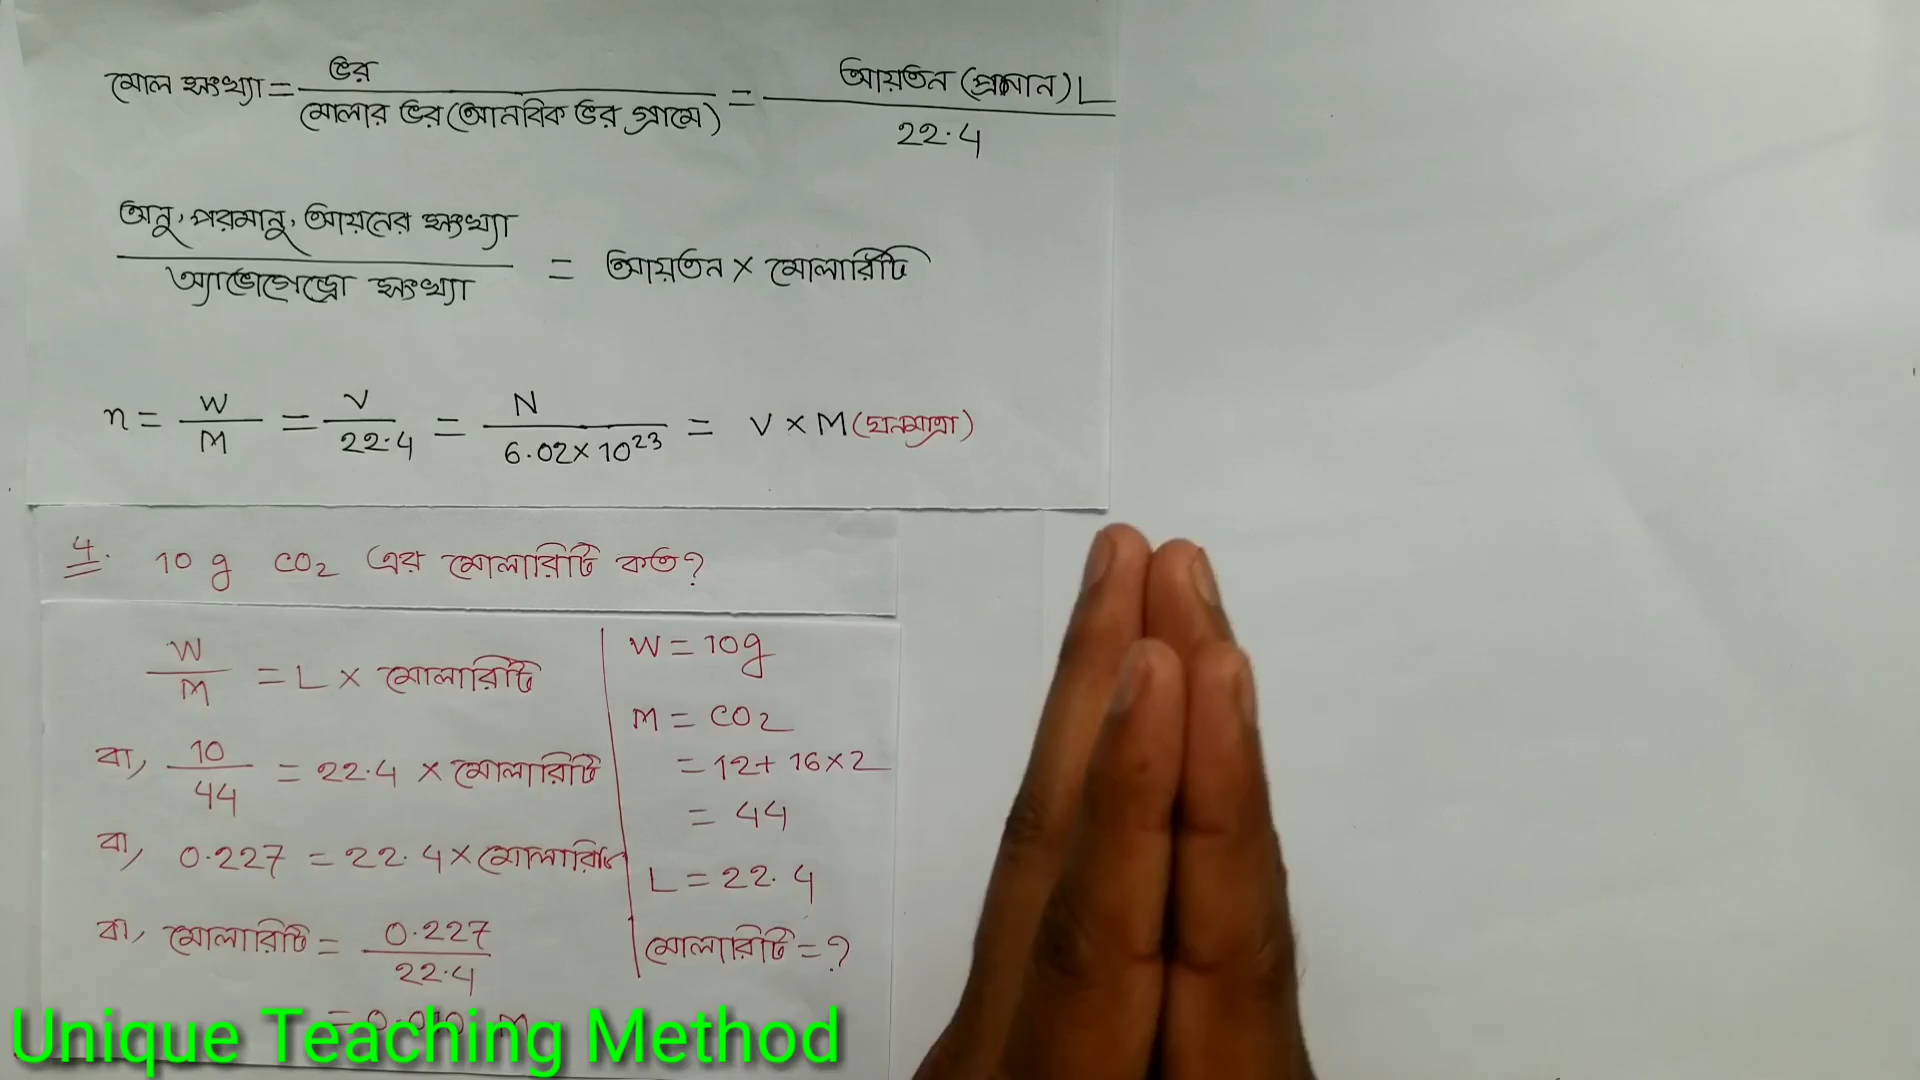 মোল সংখ্যা = ভর / মোলার ভর (আনবিক ভর গ্রামে) = আয়তন (প্রমান) L / 22.4
অনু, পরমানু, আয়নের সংখ্যা / অ্যাভোগেড্রো সংখ্যা = আয়তন × মোলারিটি
n = W / M = V / 22.4 = N / 6.02 × 10²³ = V × M (ঘনমাত্রা)
4. 10 g CO₂ এর মোলারিটি কত?
W / M = L × মোলারিটি
বা, 10 / 44 = 22.4 × মোলারিটি
বা, 0.227 = 22.4 × মোলারিটি
বা, মোলারিটি = 0.227 / 22.4
W = 10g
M = CO₂
= 12 + 16 × 2
= 44
L = 22.4
মোলারিটি = ?
Unique Teaching Method